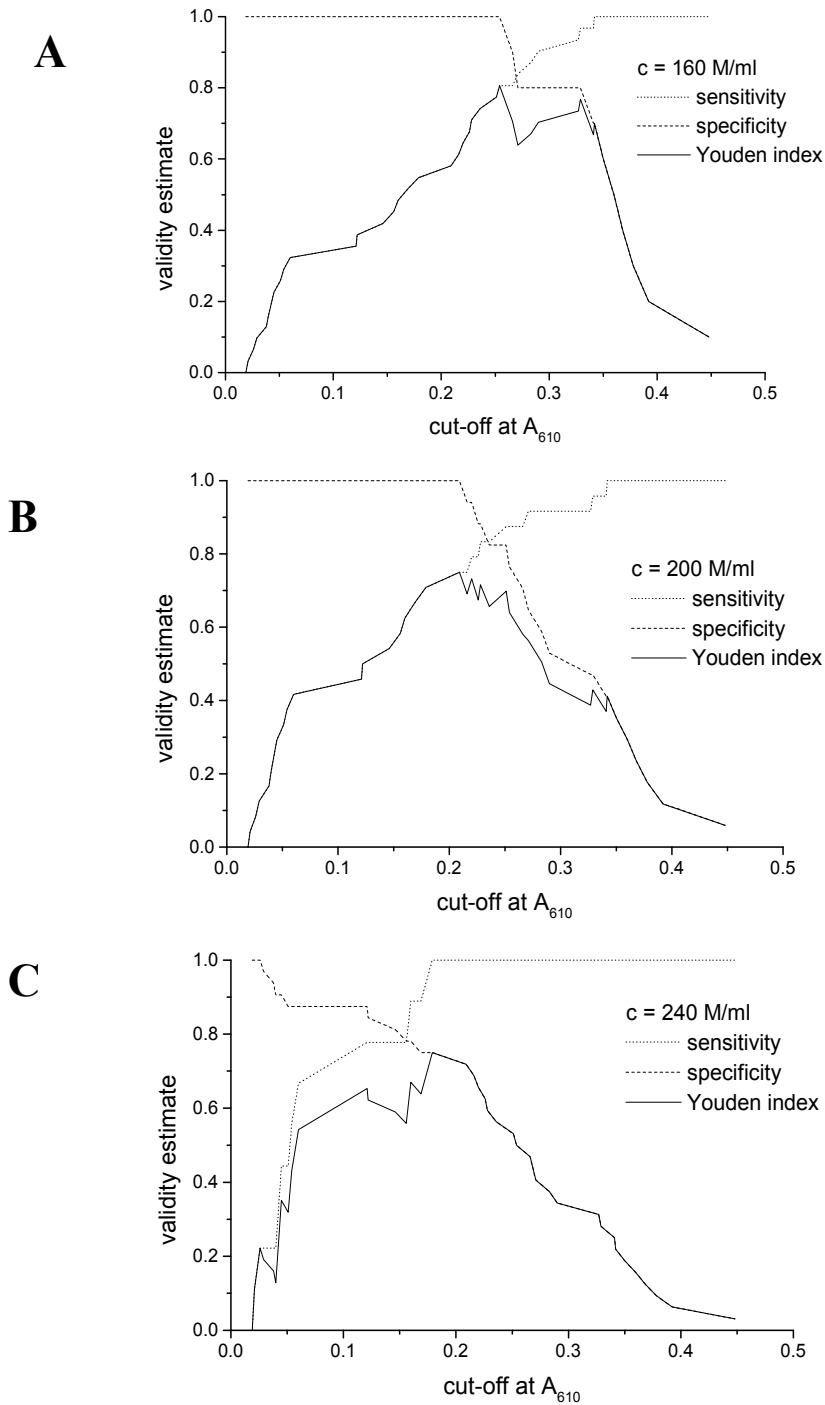 A
1.0
0.8
0.6
0.4
0.2
0.0
validity estimate
c = 160 M/ml
sensitivity
specificity
Youden index
0.0 0.1 0.2 0.3 0.4 0.5
cut-off at A610
B
1.0
0.8
0.6
0.4
0.2
0.0
validity estimate
c = 200 M/ml
sensitivity
specificity
Youden index
0.0 0.1 0.2 0.3 0.4 0.5
cut-off at A610
C
1.0
0.8
0.6
0.4
0.2
0.0
validity estimate
c = 240 M/ml
sensitivity
specificity
Youden index
0.0 0.1 0.2 0.3 0.4 0.5
cut-off at A610